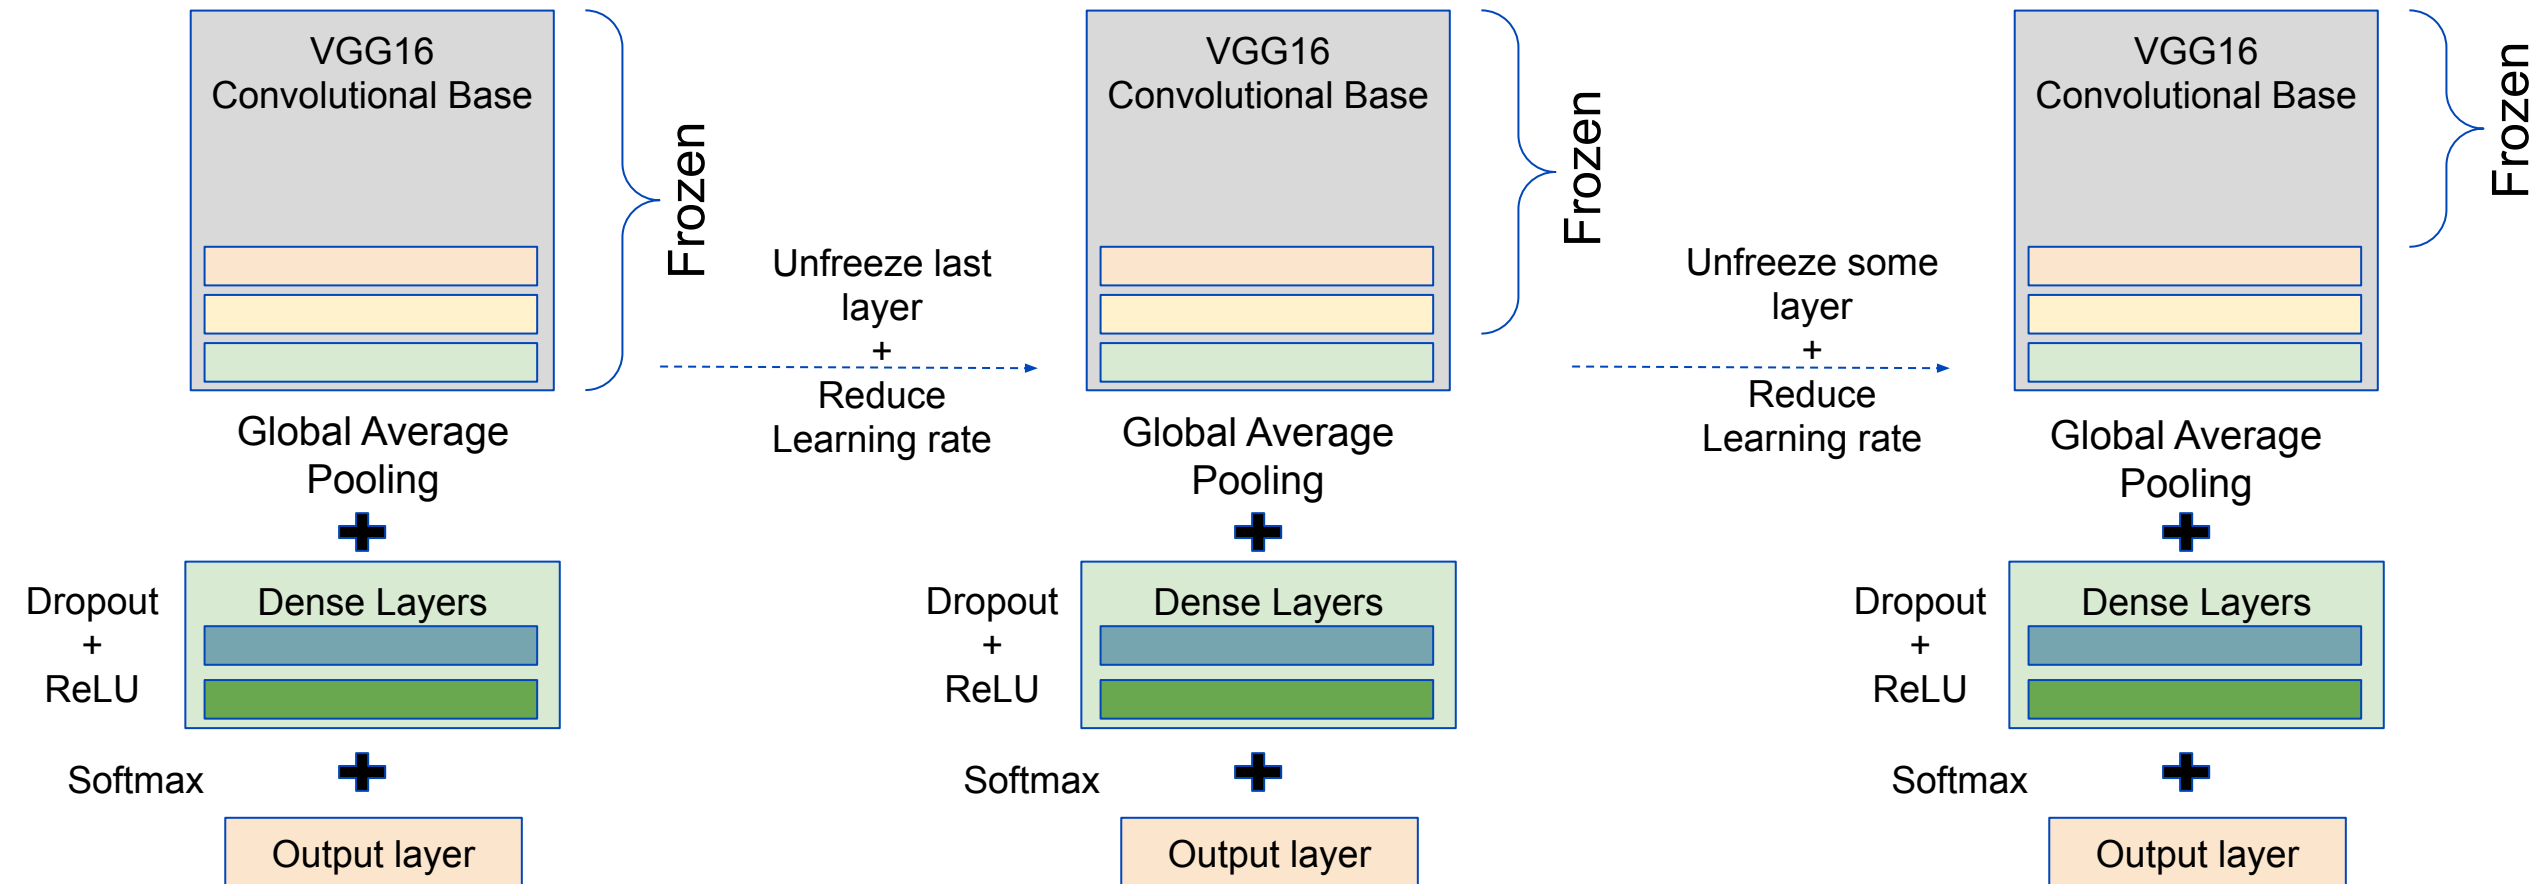 VGG16
Convolutional Base
Frozen
Global Average
Pooling
Dropout
+
ReLU
Dense Layers
Softmax
Output layer
Unfreeze last
layer
+
Reduce
Learning rate
VGG16
Convolutional Base
Frozen
Global Average
Pooling
Dropout
+
ReLU
Dense Layers
Softmax
Output layer
Unfreeze some
layer
+
Reduce
Learning rate
VGG16
Convolutional Base
Frozen
Global Average
Pooling
Dropout
+
ReLU
Dense Layers
Softmax
Output layer